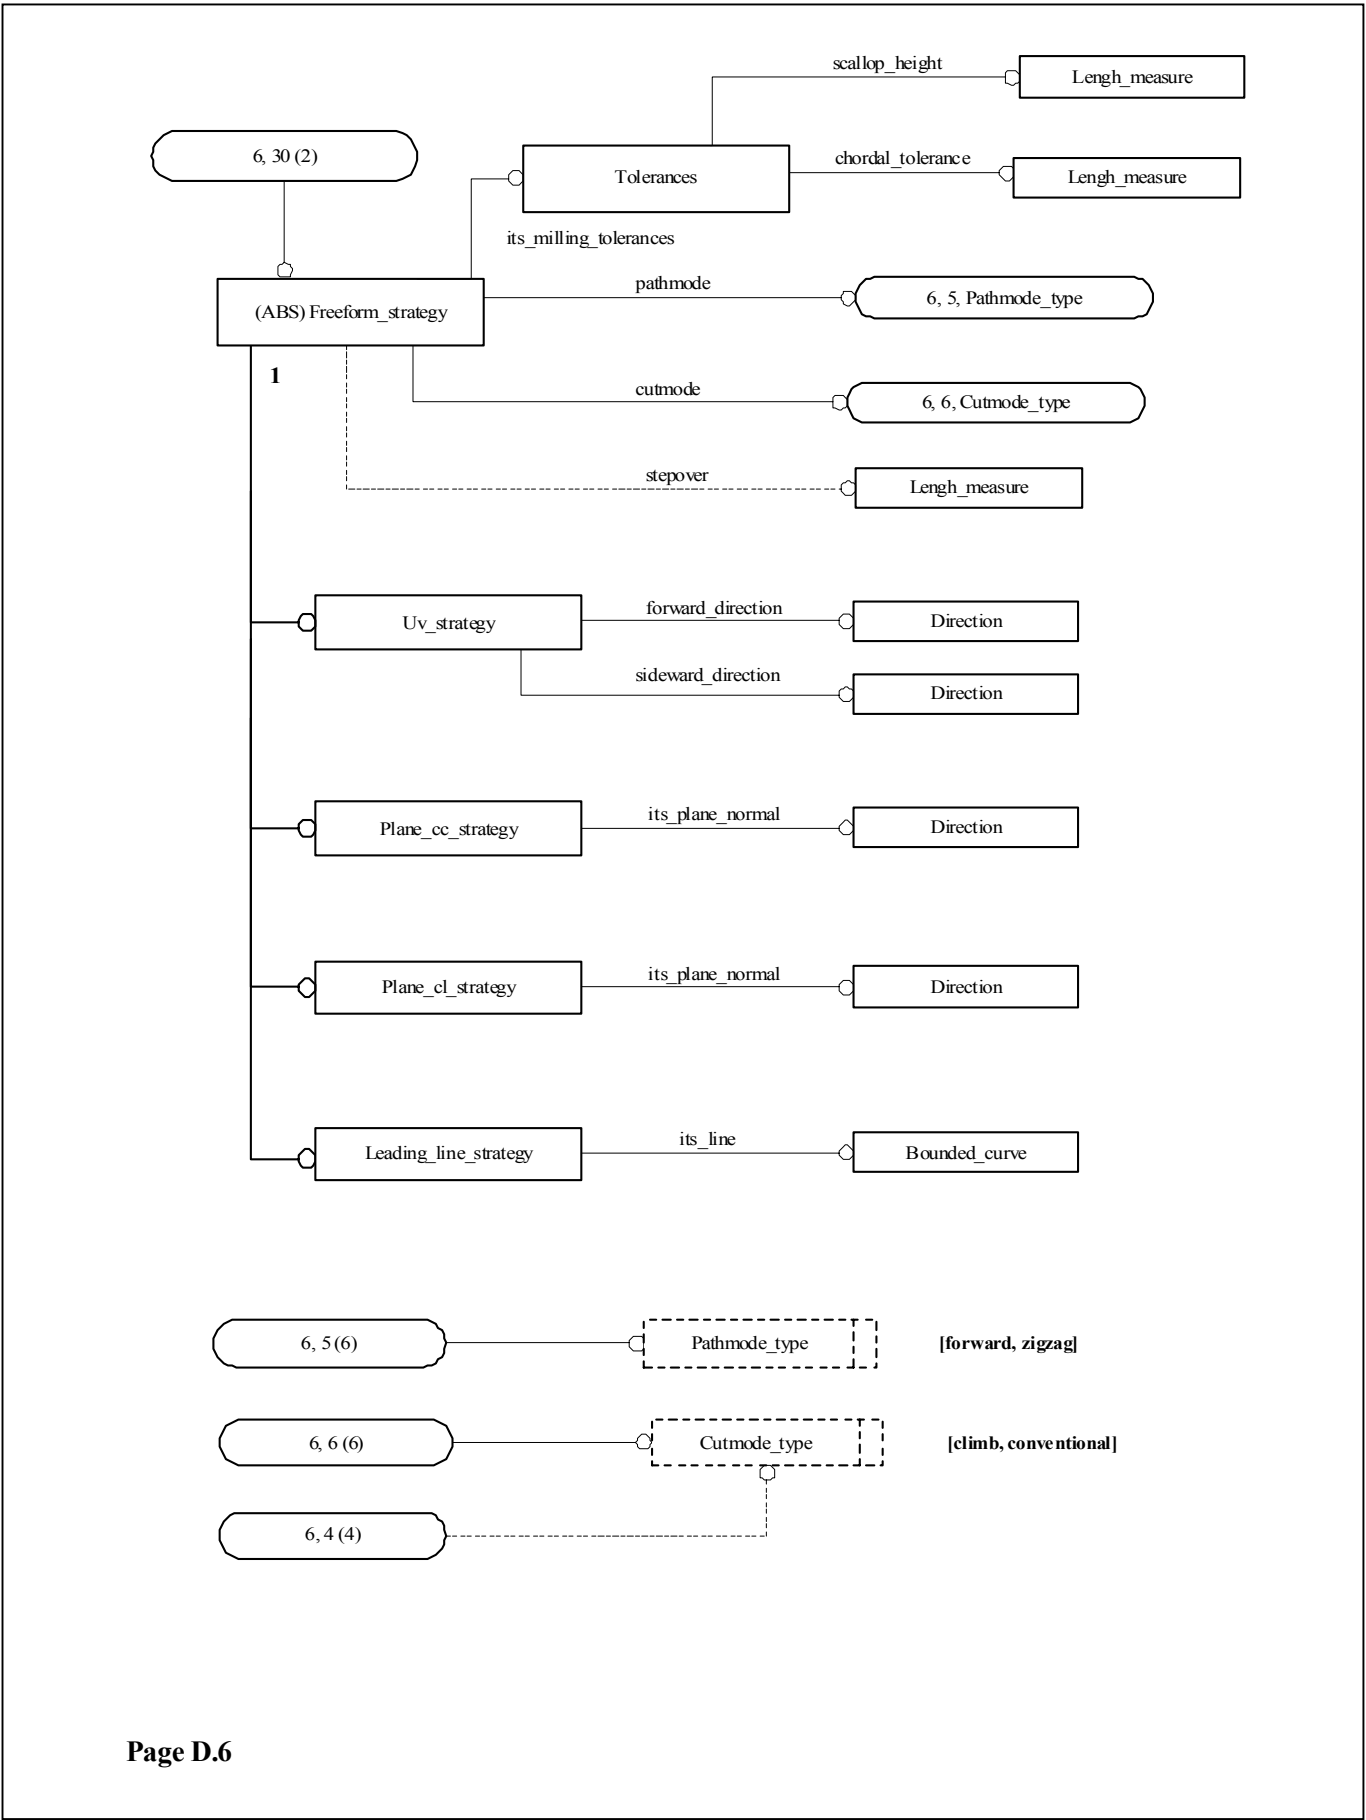 scallop_height
Lengh_measure
6, 30 (2)
Tolerances
chordal_tolerance
Lengh_measure
its_milling_tolerances
(ABS) Freeform_strategy
pathmode
6, 5, Pathmode_type
1
cutmode
6, 6, Cutmode_type
stepover
Lengh_measure
Uv_strategy
forward_direction
Direction
sideward_direction
Direction
Plane_cc_strategy
its_plane_normal
Direction
Plane_cl_strategy
its_plane_normal
Direction
Leading_line_strategy
its_line
Bounded_curve
6, 5 (6)
Pathmode_type
[forward, zigzag]
6, 6 (6)
Cutmode_type
[climb, conventional]
6, 4 (4)
Page D.6